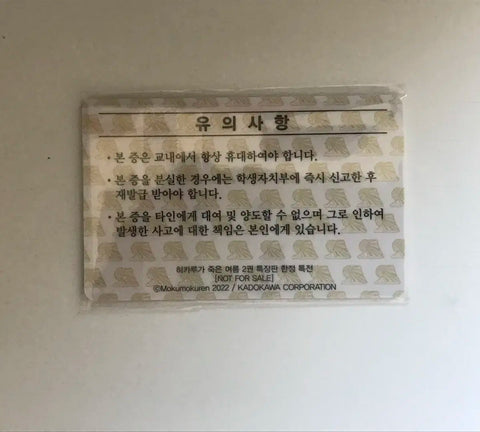 유의사항
· 본 증은 교내에서 항상 휴대하여야 합니다.
· 본 증을 분실한 경우에는 학생자치부에 즉시 신고한 후
재발급 받아야 합니다.
· 본 증을 타인에게 대여 및 양도할 수 없으며 그로 인하여
발생한 사고에 대한 책임은 본인에게 있습니다.
히카루가 죽은 여름 2권 특장판 한정 특전
[NOT FOR SALE]
©Mokumokuren 2022 / KADOKAWA CORPORATION